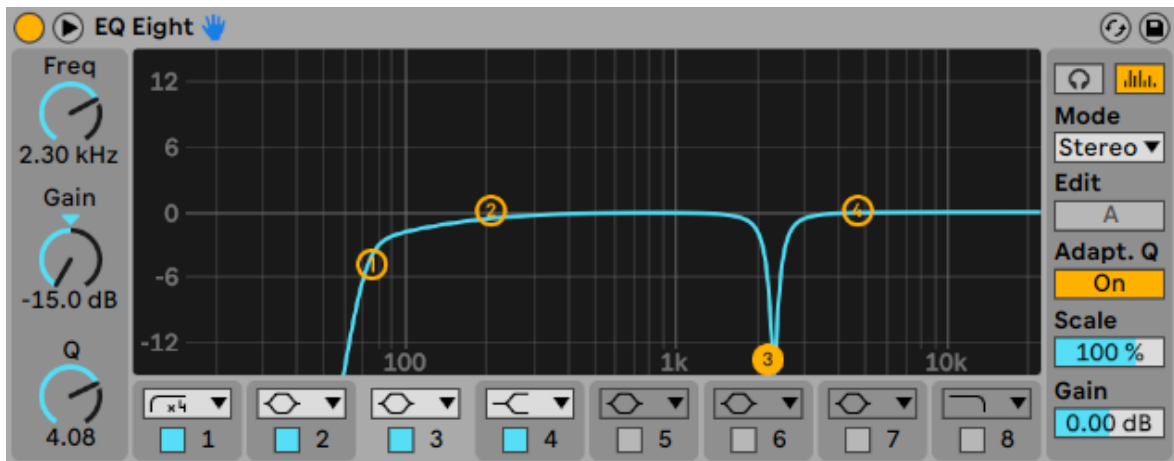 EQ Eight
Freq
2.30 kHz
Gain
-15.0 dB
Q
4.08
12
6
0
-6
-12
100
1k
10k
1
2
3
4
x4
1
2
3
4
5
6
7
8
Mode
Stereo
Edit
A
Adapt. Q
On
Scale
100 %
Gain
0.00 dB